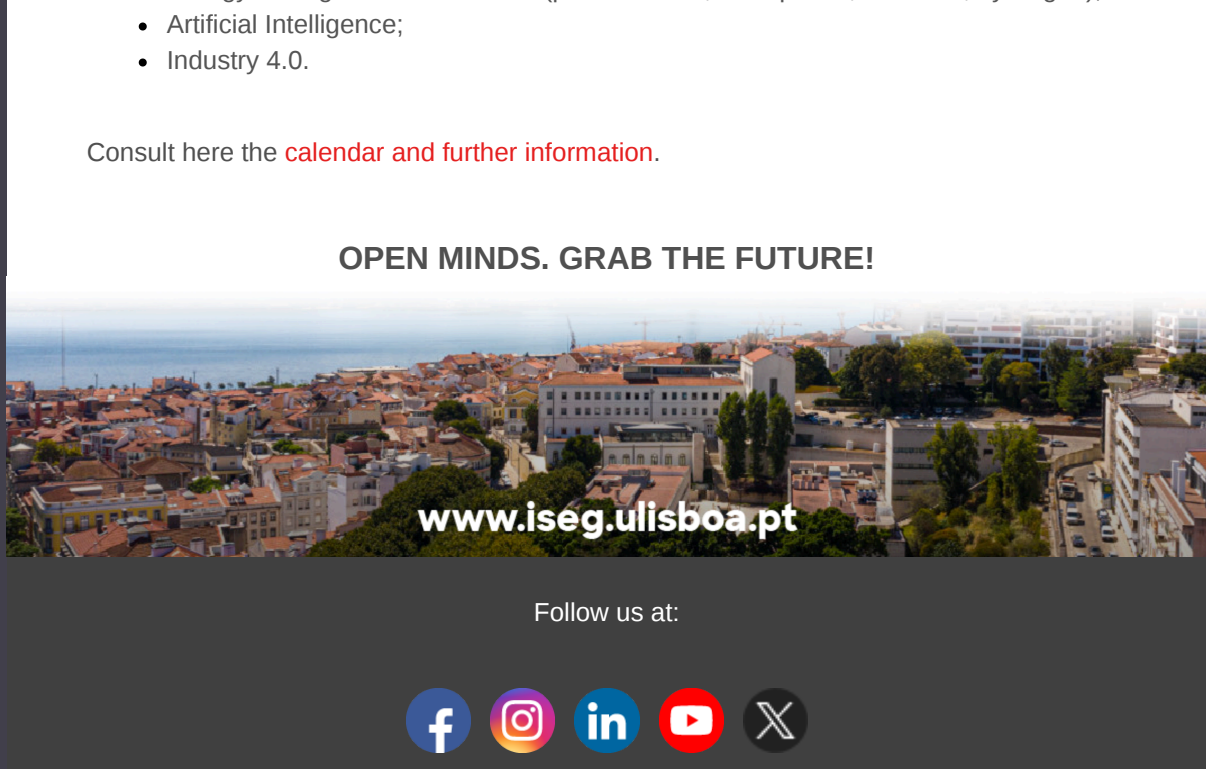 Artificial Intelligence;
Industry 4.0.
Consult here the calendar and further information.
OPEN MINDS. GRAB THE FUTURE!
www.iseg.ulisboa.pt
Follow us at:
f
in
X